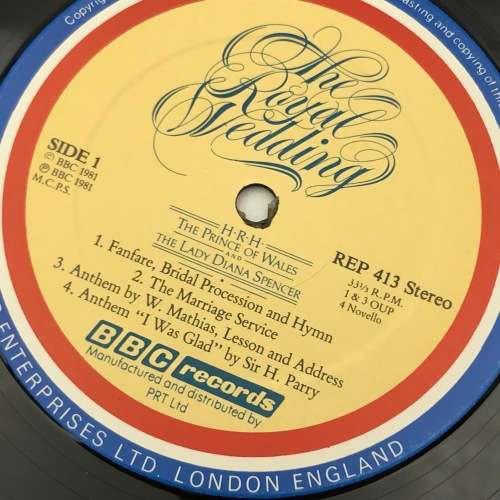 Copyright of
casting and copying of th
The
Royal
Wedding
SIDE 1
© BBC 1981
℗ BBC 1981
M.C.P.S.
H·R·H·
THE PRINCE OF WALES
AND
THE LADY DIANA SPENCER
REP 413 Stereo
33⅓ R.P.M.
1 & 3 OUP
4 Novello
1. Fanfare, Bridal Procession and Hymn
2. The Marriage Service
3. Anthem by W. Mathias, Lesson and Address
4. Anthem "I Was Glad" by Sir H. Parry
BBC records
Manufactured and distributed by
PRT Ltd
ENTERPRISES LTD. LONDON ENGLAND